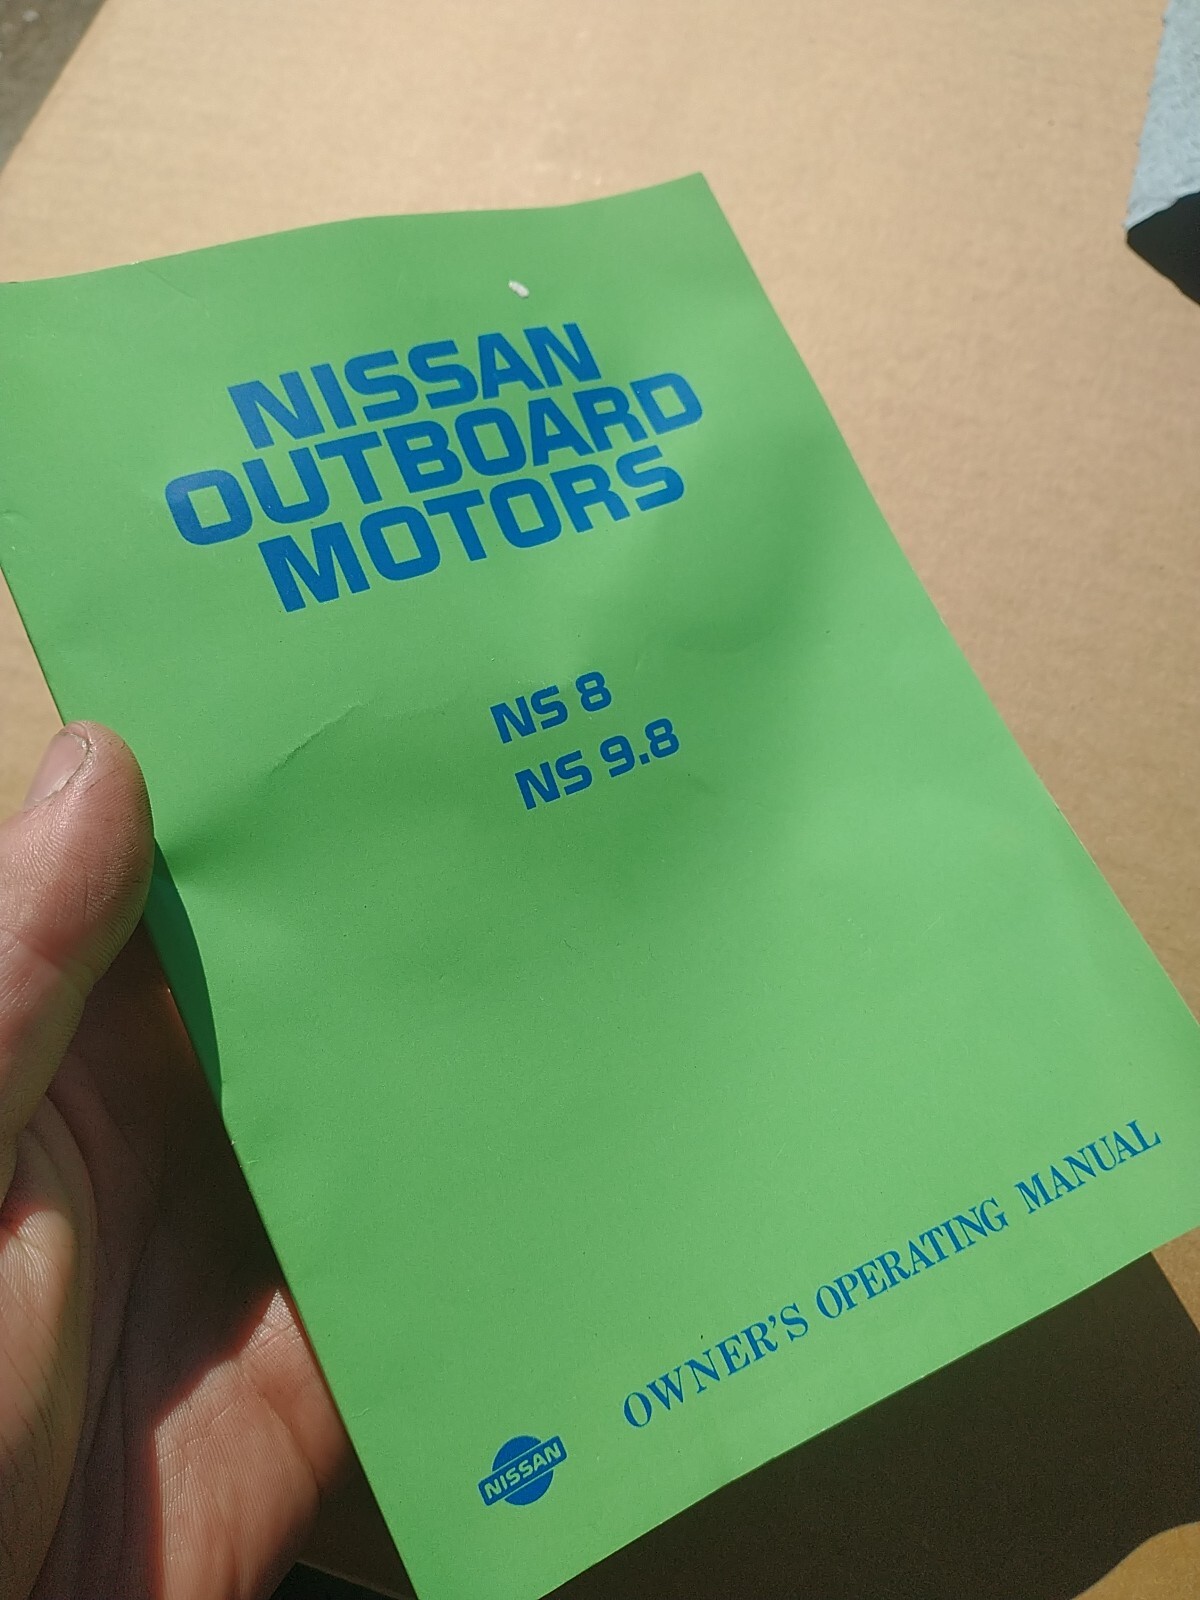 NISSAN
OUTBOARD
MOTORS
NS 8
NS 9.8
OWNER'S OPERATING MANUAL
NISSAN